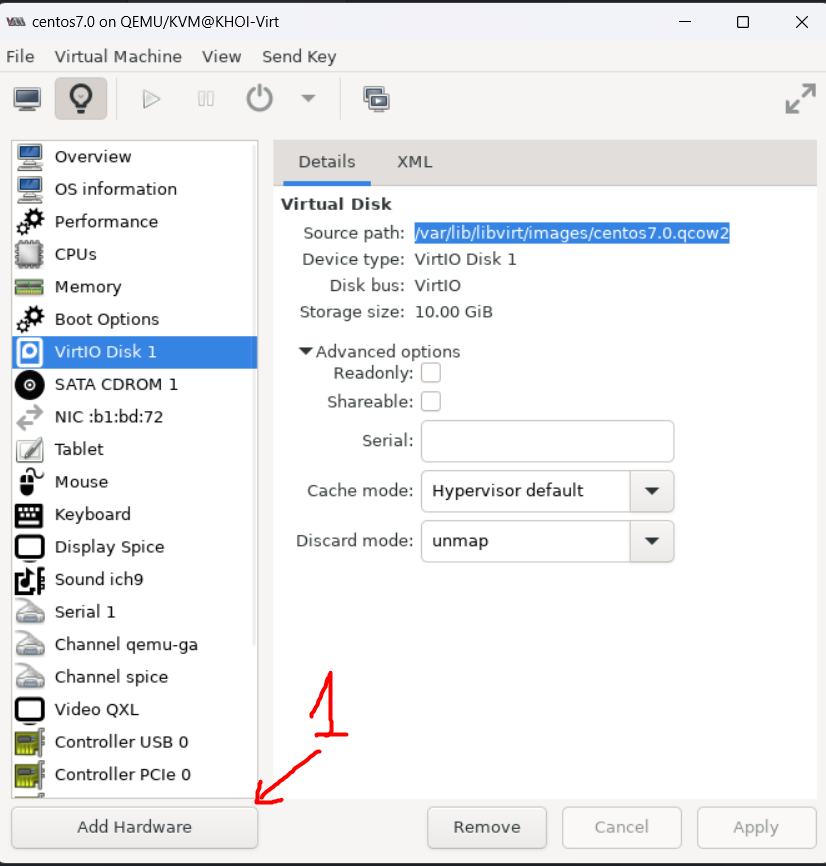 centos7.0 on QEMU/KVM@KHOI-Virt
File Virtual Machine View Send Key
Overview
OS information
Performance
CPUs
Memory
Boot Options
VirtIO Disk 1
SATA CDROM 1
NIC :b1:bd:72
Tablet
Mouse
Keyboard
Display Spice
Sound ich9
Serial 1
Channel qemu-ga
Channel spice
Video QXL
Controller USB 0
Controller PCIe 0
Add Hardware
Details XML
Virtual Disk
Source path: /var/lib/libvirt/images/centos7.0.qcow2
Device type: VirtIO Disk 1
Disk bus: VirtIO
Storage size: 10.00 GiB
Advanced options
Readonly:
Shareable:
Serial:
Cache mode: Hypervisor default
Discard mode: unmap
1
Remove Cancel Apply